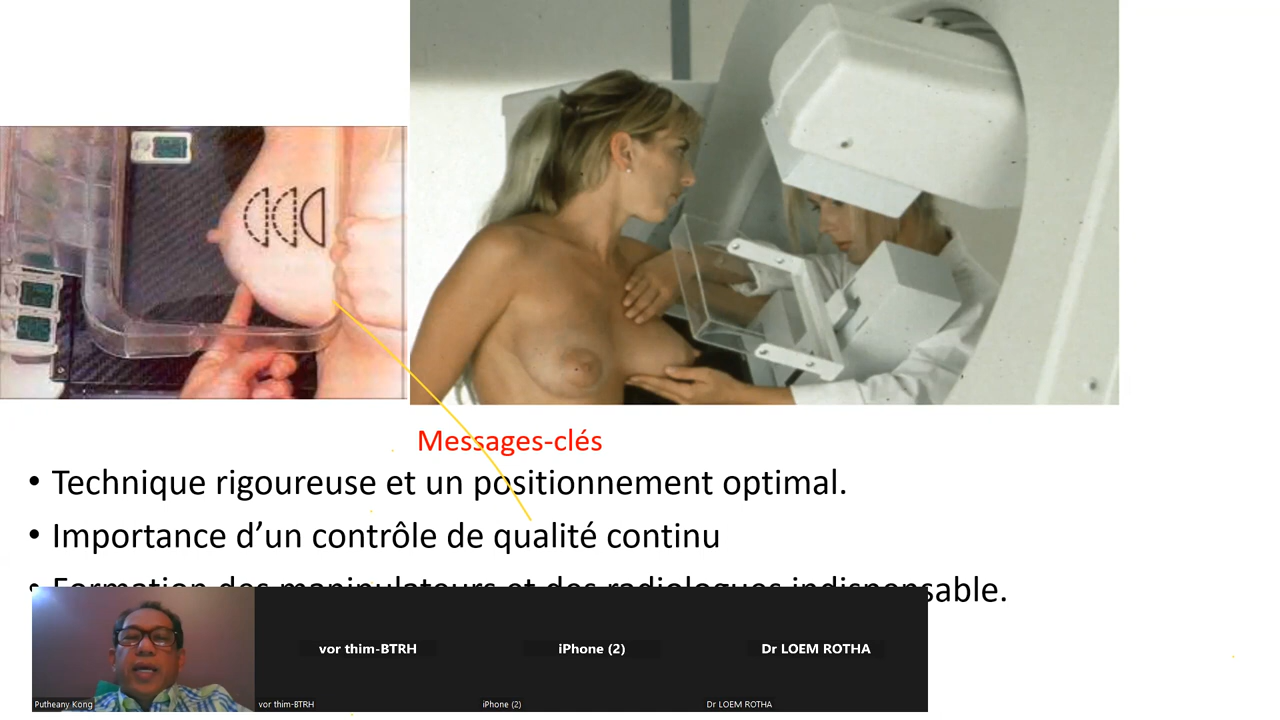 Messages-clés
• Technique rigoureuse et un positionnement optimal.
• Importance d’un contrôle de qualité continu
• Formation des manipulateurs et des radiologues indispensable.
vor thim-BTRH
iPhone (2)
Dr LOEM ROTHA
Putheany Kong
vor thim-BTRH
iPhone (2)
Dr LOEM ROTHA